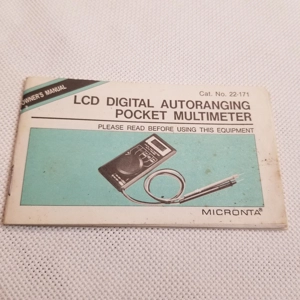 OWNER'S MANUAL
Cat. No. 22-171
LCD DIGITAL AUTORANGING
POCKET MULTIMETER
PLEASE READ BEFORE USING THIS EQUIPMENT
MICRONTA